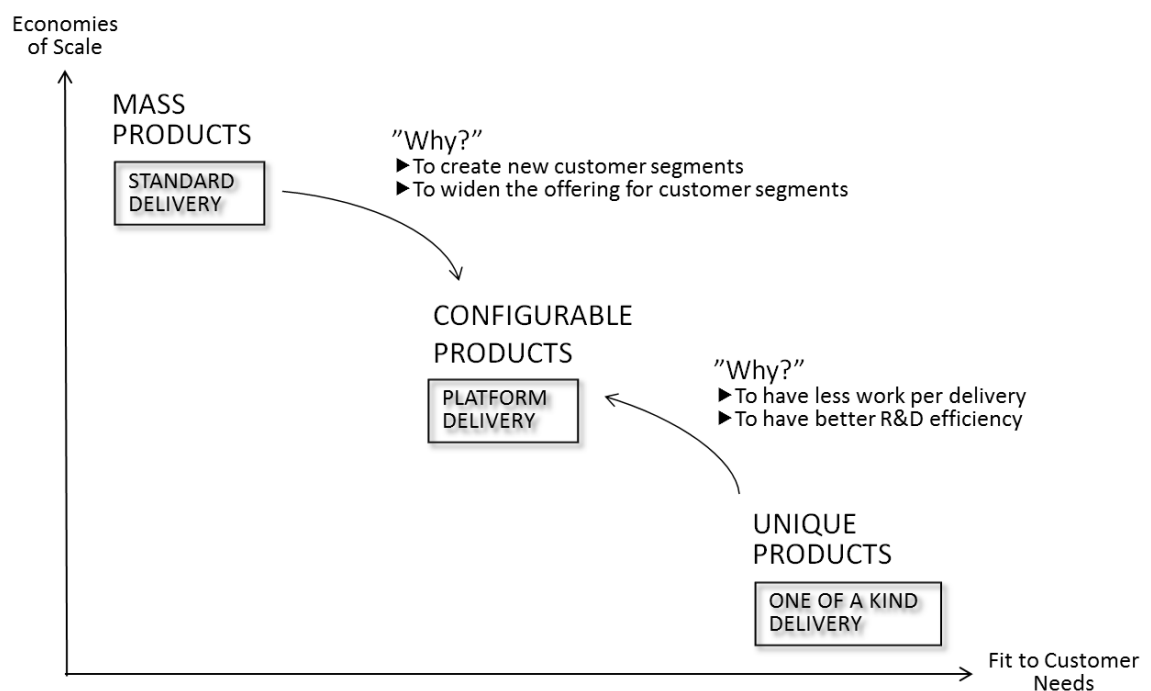 Economies
of Scale
MASS
PRODUCTS
STANDARD
DELIVERY
”Why?”
▶To create new customer segments
▶To widen the offering for customer segments
CONFIGURABLE
PRODUCTS
PLATFORM
DELIVERY
”Why?”
▶To have less work per delivery
▶To have better R&D efficiency
UNIQUE
PRODUCTS
ONE OF A KIND
DELIVERY
Fit to Customer
Needs